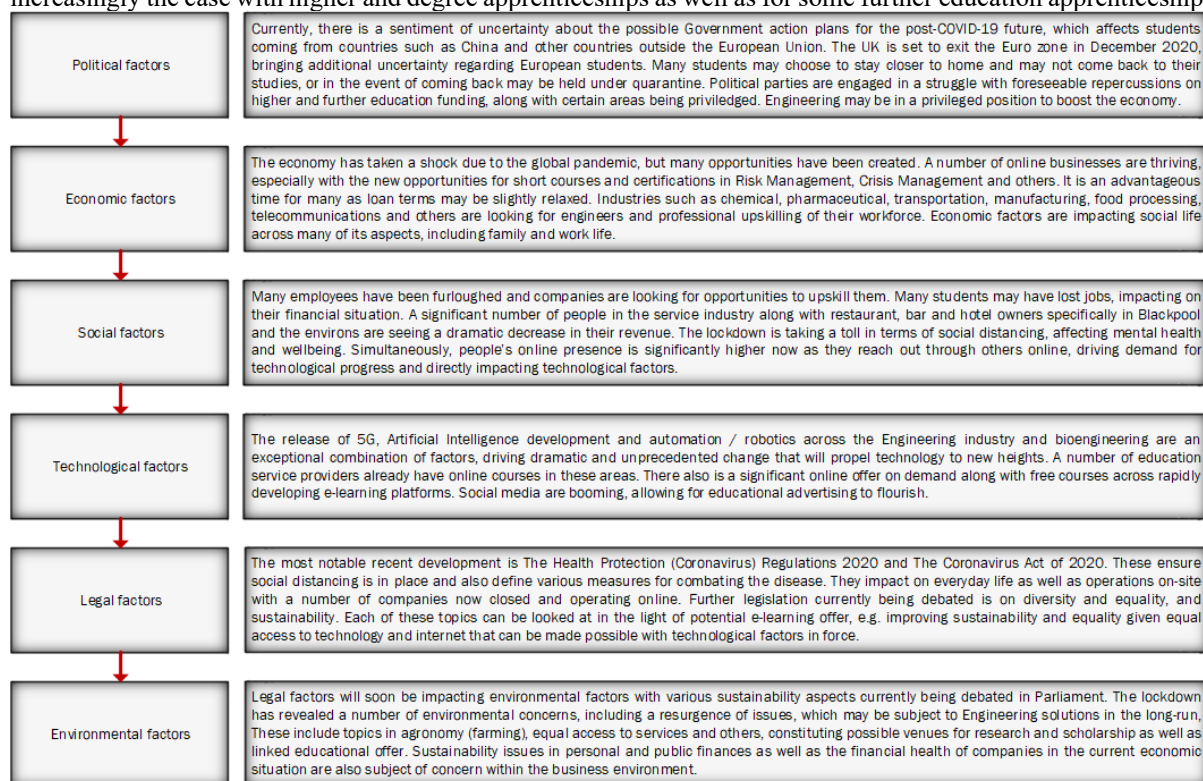 increasingly the case with higher and degree apprenticeships as well as for some further education apprenticeship
Political factors
Currently, there is a sentiment of uncertainty about the possible Government action plans for the post-COVID-19 future, which affects students
coming from countries such as China and other countries outside the European Union. The UK is set to exit the Euro zone in December 2020,
bringing additional uncertainty regarding European students. Many students may choose to stay closer to home and may not come back to their
studies, or in the event of coming back may be held under quarantine. Political parties are engaged in a struggle with foreseeable repercussions on
higher and further education funding, along with certain areas being priviledged. Engineering may be in a privileged position to boost the economy.
Economic factors
The economy has taken a shock due to the global pandemic, but many opportunities have been created. A number of online businesses are thriving,
especially with the new opportunities for short courses and certifications in Risk Management, Crisis Management and others. It is an advantageous
time for many as loan terms may be slightly relaxed. Industries such as chemical, pharmaceutical, transportation, manufacturing, food processing,
telecommunications and others are looking for engineers and professional upskilling of their workforce. Economic factors are impacting social life
across many of its aspects, including family and work life.
Social factors
Many employees have been furloughed and companies are looking for opportunities to upskill them. Many students may have lost jobs, impacting on
their financial situation. A significant number of people in the service industry along with restaurant, bar and hotel owners specifically in Blackpool
and the environs are seeing a dramatic decrease in their revenue. The lockdown is taking a toll in terms of social distancing, affecting mental health
and wellbeing. Simultaneously, people's online presence is significantly higher now as they reach out through others online, driving demand for
technological progress and directly impacting technological factors.
Technological factors
The release of 5G, Artificial Intelligence development and automation / robotics across the Engineering industry and bioengineering are an
exceptional combination of factors, driving dramatic and unprecedented change that will propel technology to new heights. A number of education
service providers already have online courses in these areas. There also is a significant online offer on demand along with free courses across rapidly
developing e-learning platforms. Social media are booming, allowing for educational advertising to flourish.
Legal factors
The most notable recent development is The Health Protection (Coronavirus) Regulations 2020 and The Coronavirus Act of 2020. These ensure
social distancing is in place and also define various measures for combating the disease. They impact on everyday life as well as operations on-site
with a number of companies now closed and operating online. Further legislation currently being debated is on diversity and equality, and
sustainability. Each of these topics can be looked at in the light of potential e-learning offer, e.g. improving sustainability and equality given equal
access to technology and internet that can be made possible with technological factors in force.
Environmental factors
Legal factors will soon be impacting environmental factors with various sustainability aspects currently being debated in Parliament. The lockdown
has revealed a number of environmental concerns, including a resurgence of issues, which may be subject to Engineering solutions in the long-run.
These include topics in agronomy (farming), equal access to services and others, constituting possible venues for research and scholarship as well as
linked educational offer. Sustainability issues in personal and public finances as well as the financial health of companies in the current economic
situation are also subject of concern within the business environment.